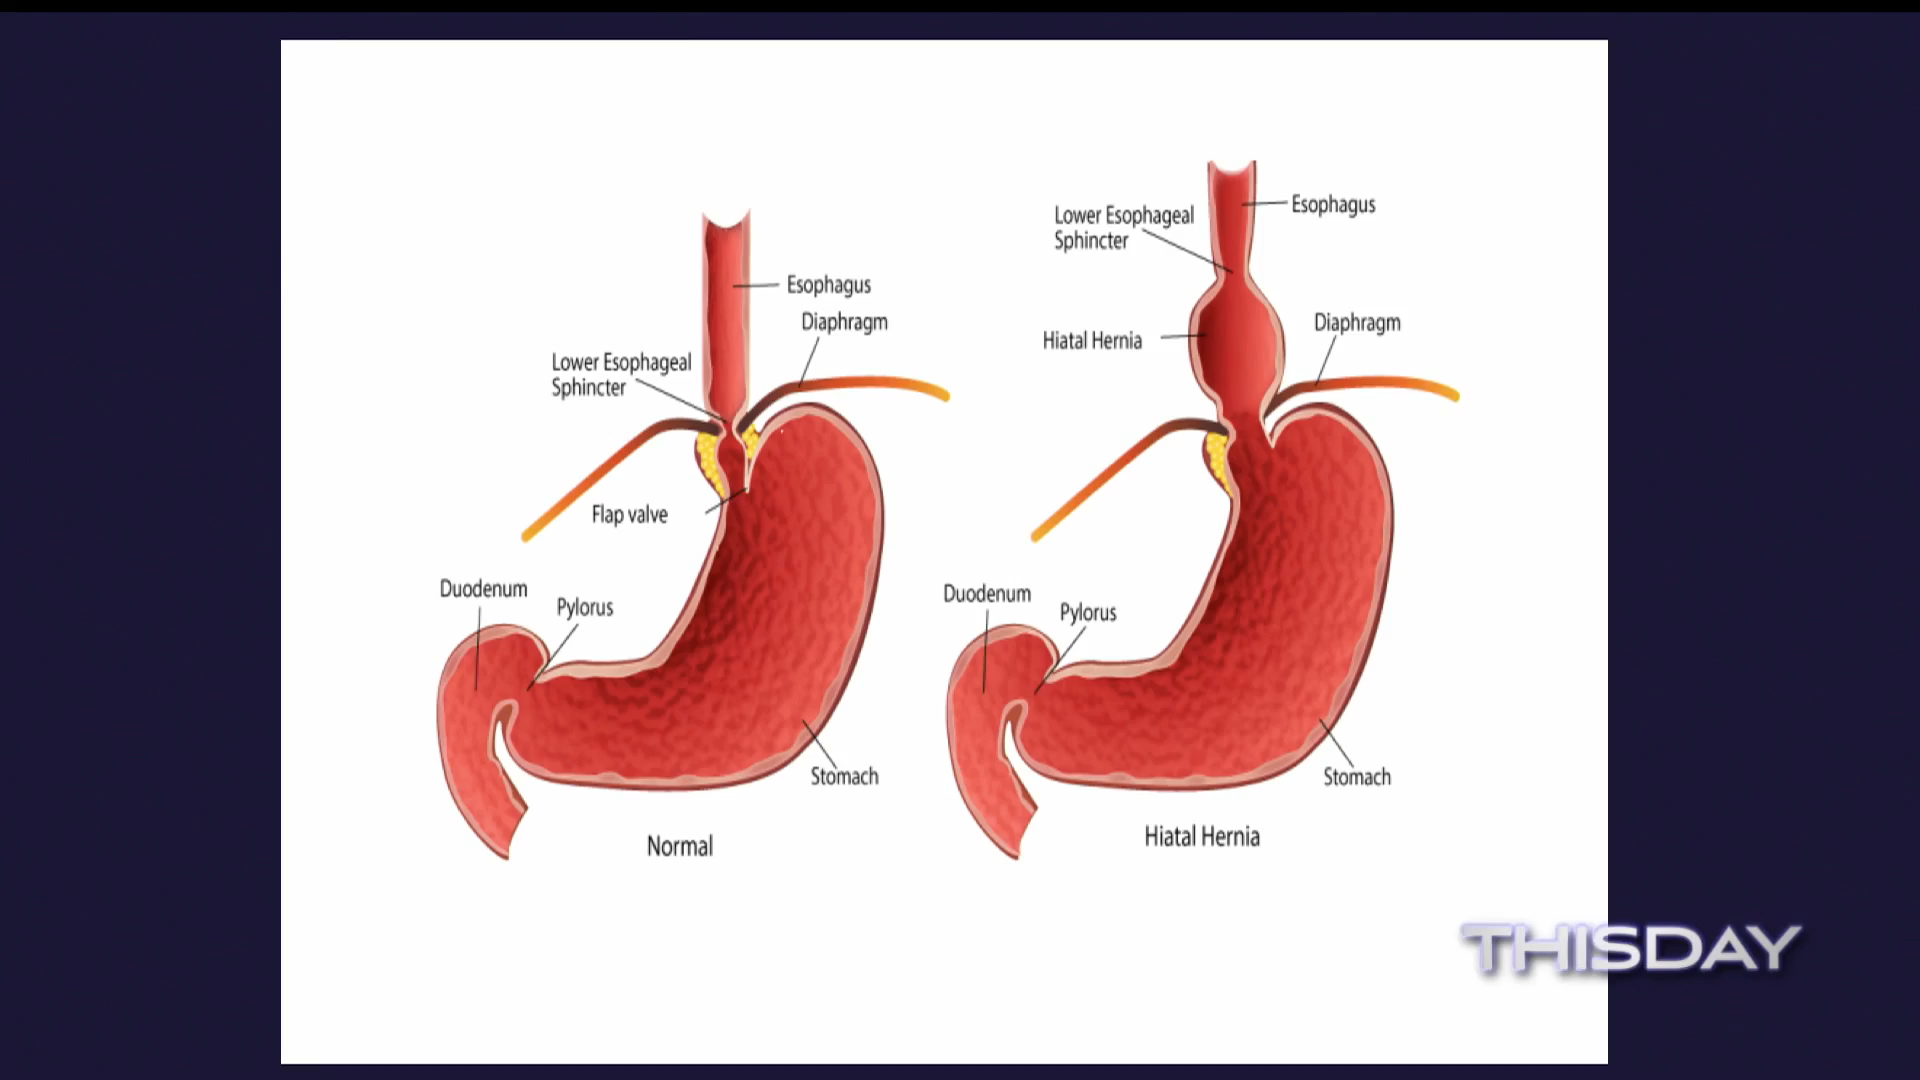 Esophagus
Diaphragm
Lower Esophageal
Sphincter
Flap valve
Duodenum
Pylorus
Stomach
Normal
Lower Esophageal
Sphincter
Esophagus
Hiatal Hernia
Diaphragm
Duodenum
Pylorus
Stomach
Hiatal Hernia
THISDAY